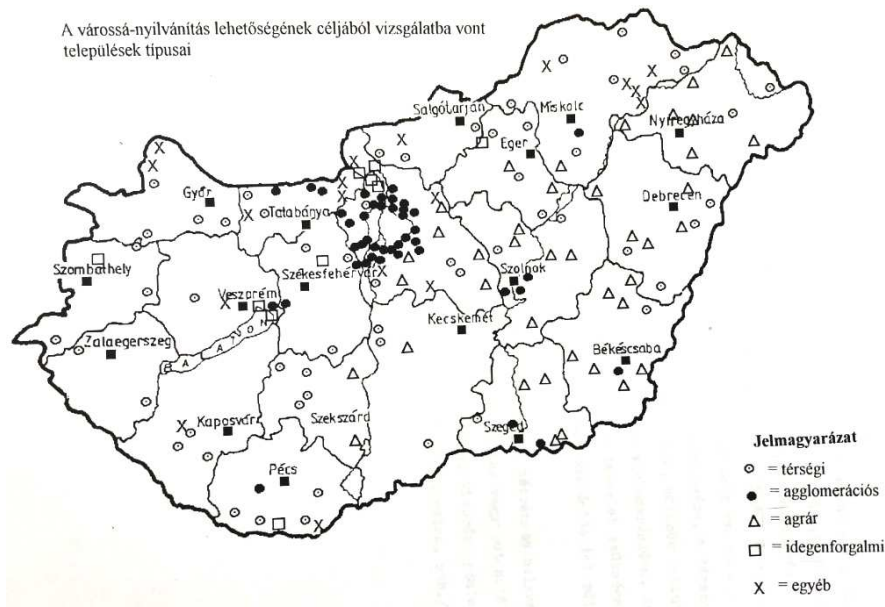 A várossá-nyilvánítás lehetőségének céljából vizsgálatba vont
települések típusai
Salgótarján
Miskolc
Nyíregyháza
Eger
Győr
Tatabánya
Debrecen
Szombathely
Székesfehérvár
Szolnok
Veszprém
Kecskemét
Zalaegerszeg
BALATON
Békéscsaba
Kaposvár
Szekszárd
Szeged
Pécs
Jelmagyarázat
= térségi
= agglomerációs
= agrár
= idegenforgalmi
X = egyéb